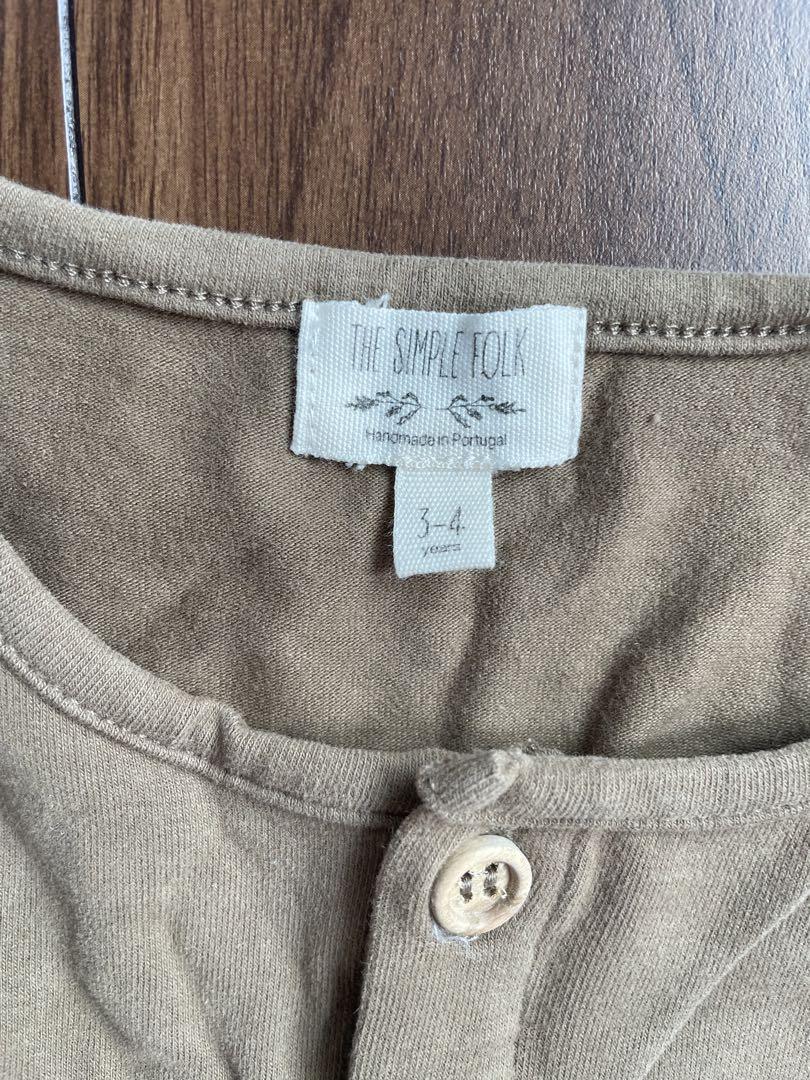 THE SIMPLE FOLK
Handmade in Portugal
3-4
years